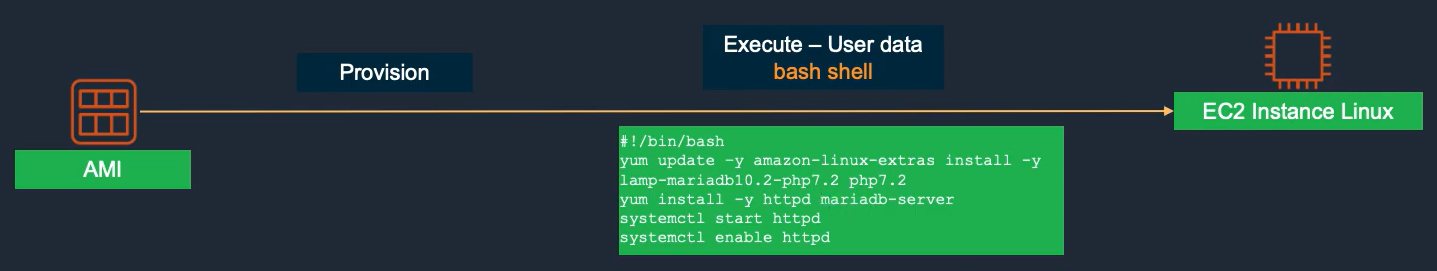 Provision
Execute – User data
bash shell
AMI
EC2 Instance Linux
#!/bin/bash
yum update -y amazon-linux-extras install -y
lamp-mariadb10.2-php7.2 php7.2
yum install -y httpd mariadb-server
systemctl start httpd
systemctl enable httpd